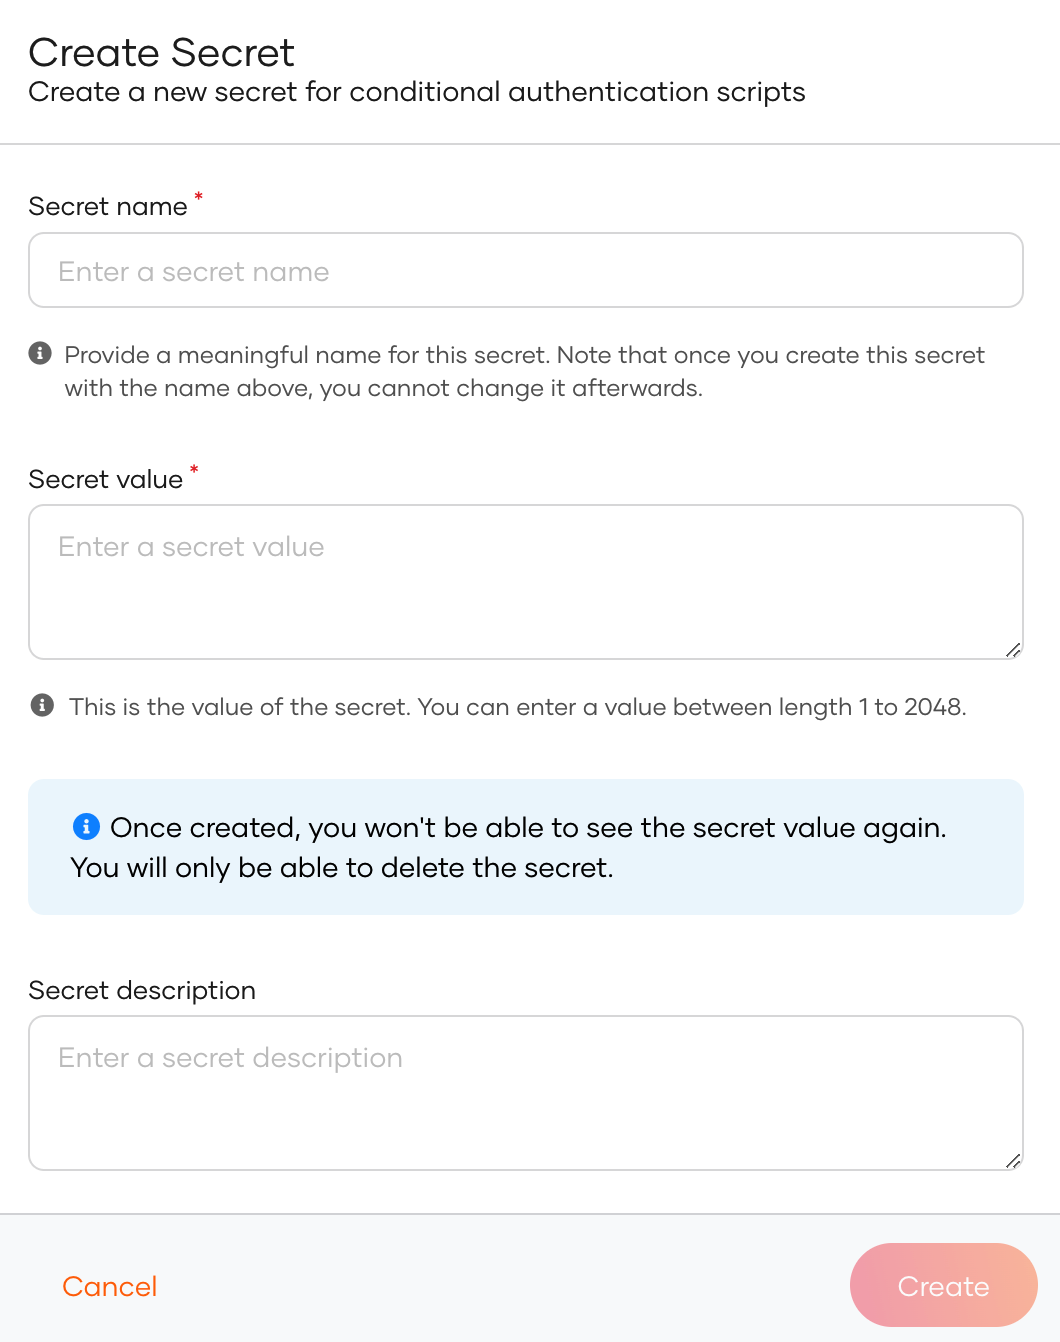 Create Secret
Create a new secret for conditional authentication scripts
Secret name *
Enter a secret name
Provide a meaningful name for this secret. Note that once you create this secret
with the name above, you cannot change it afterwards.
Secret value *
Enter a secret value
This is the value of the secret. You can enter a value between length 1 to 2048.
Once created, you won't be able to see the secret value again.
You will only be able to delete the secret.
Secret description
Enter a secret description
Cancel
Create